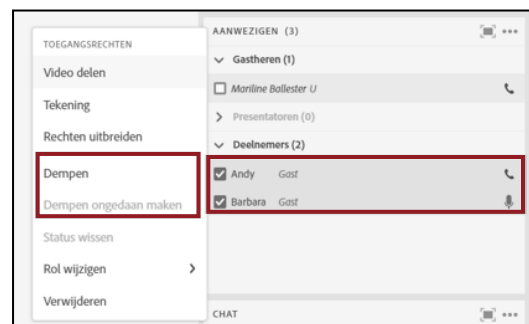 TOEGANGSRECHTEN
Video delen
Tekening
Rechten uitbreiden
Dempen
Dempen ongedaan maken
Status wissen
Rol wijzigen
Verwijderen
AANWEZIGEN (3)
Gastheren (1)
Mariline Ballester U
Presentatoren (0)
Deelnemers (2)
Andy Gast
Barbara Gast
CHAT